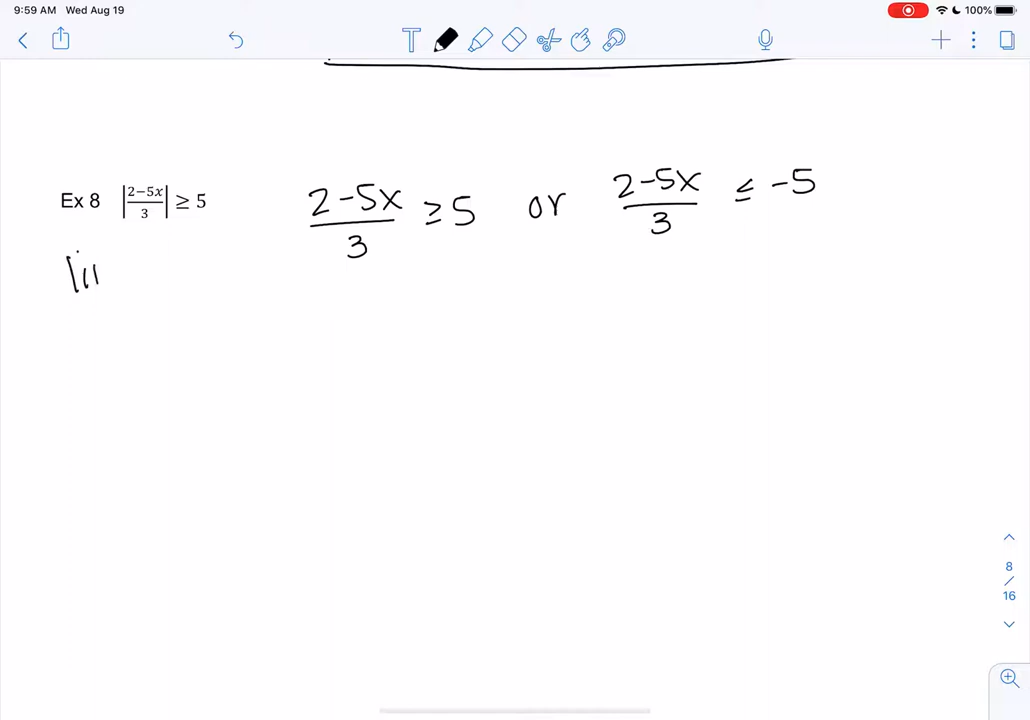 9:59 AM Wed Aug 19 100%
T
Ex 8 |(2−5x)/3| ≥ 5
(2-5x)/3 ≥ 5 or (2-5x)/3 ≤ -5
8
/
16